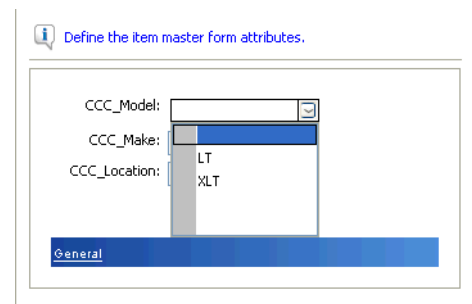 Define the item master form attributes.
CCC_Model:
CCC_Make:
LT
CCC_Location:
XLT
General